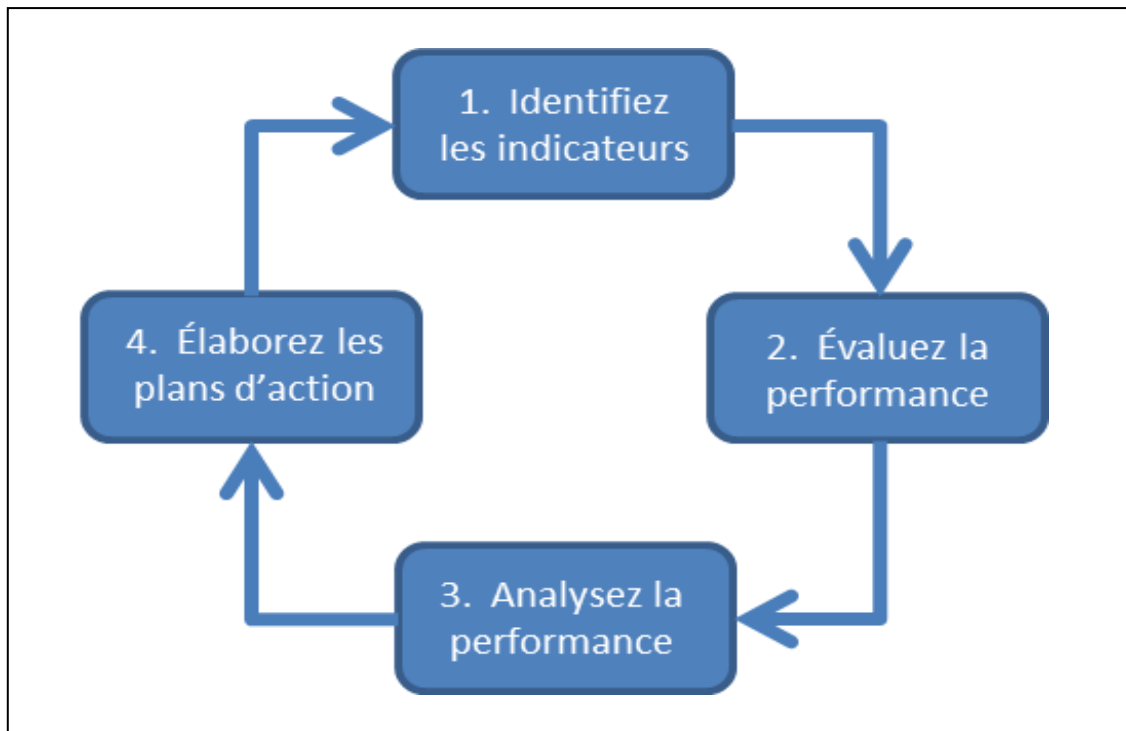 1. Identifiez
les indicateurs
2. Évaluez la
performance
3. Analysez la
performance
4. Élaborez les
plans d’action